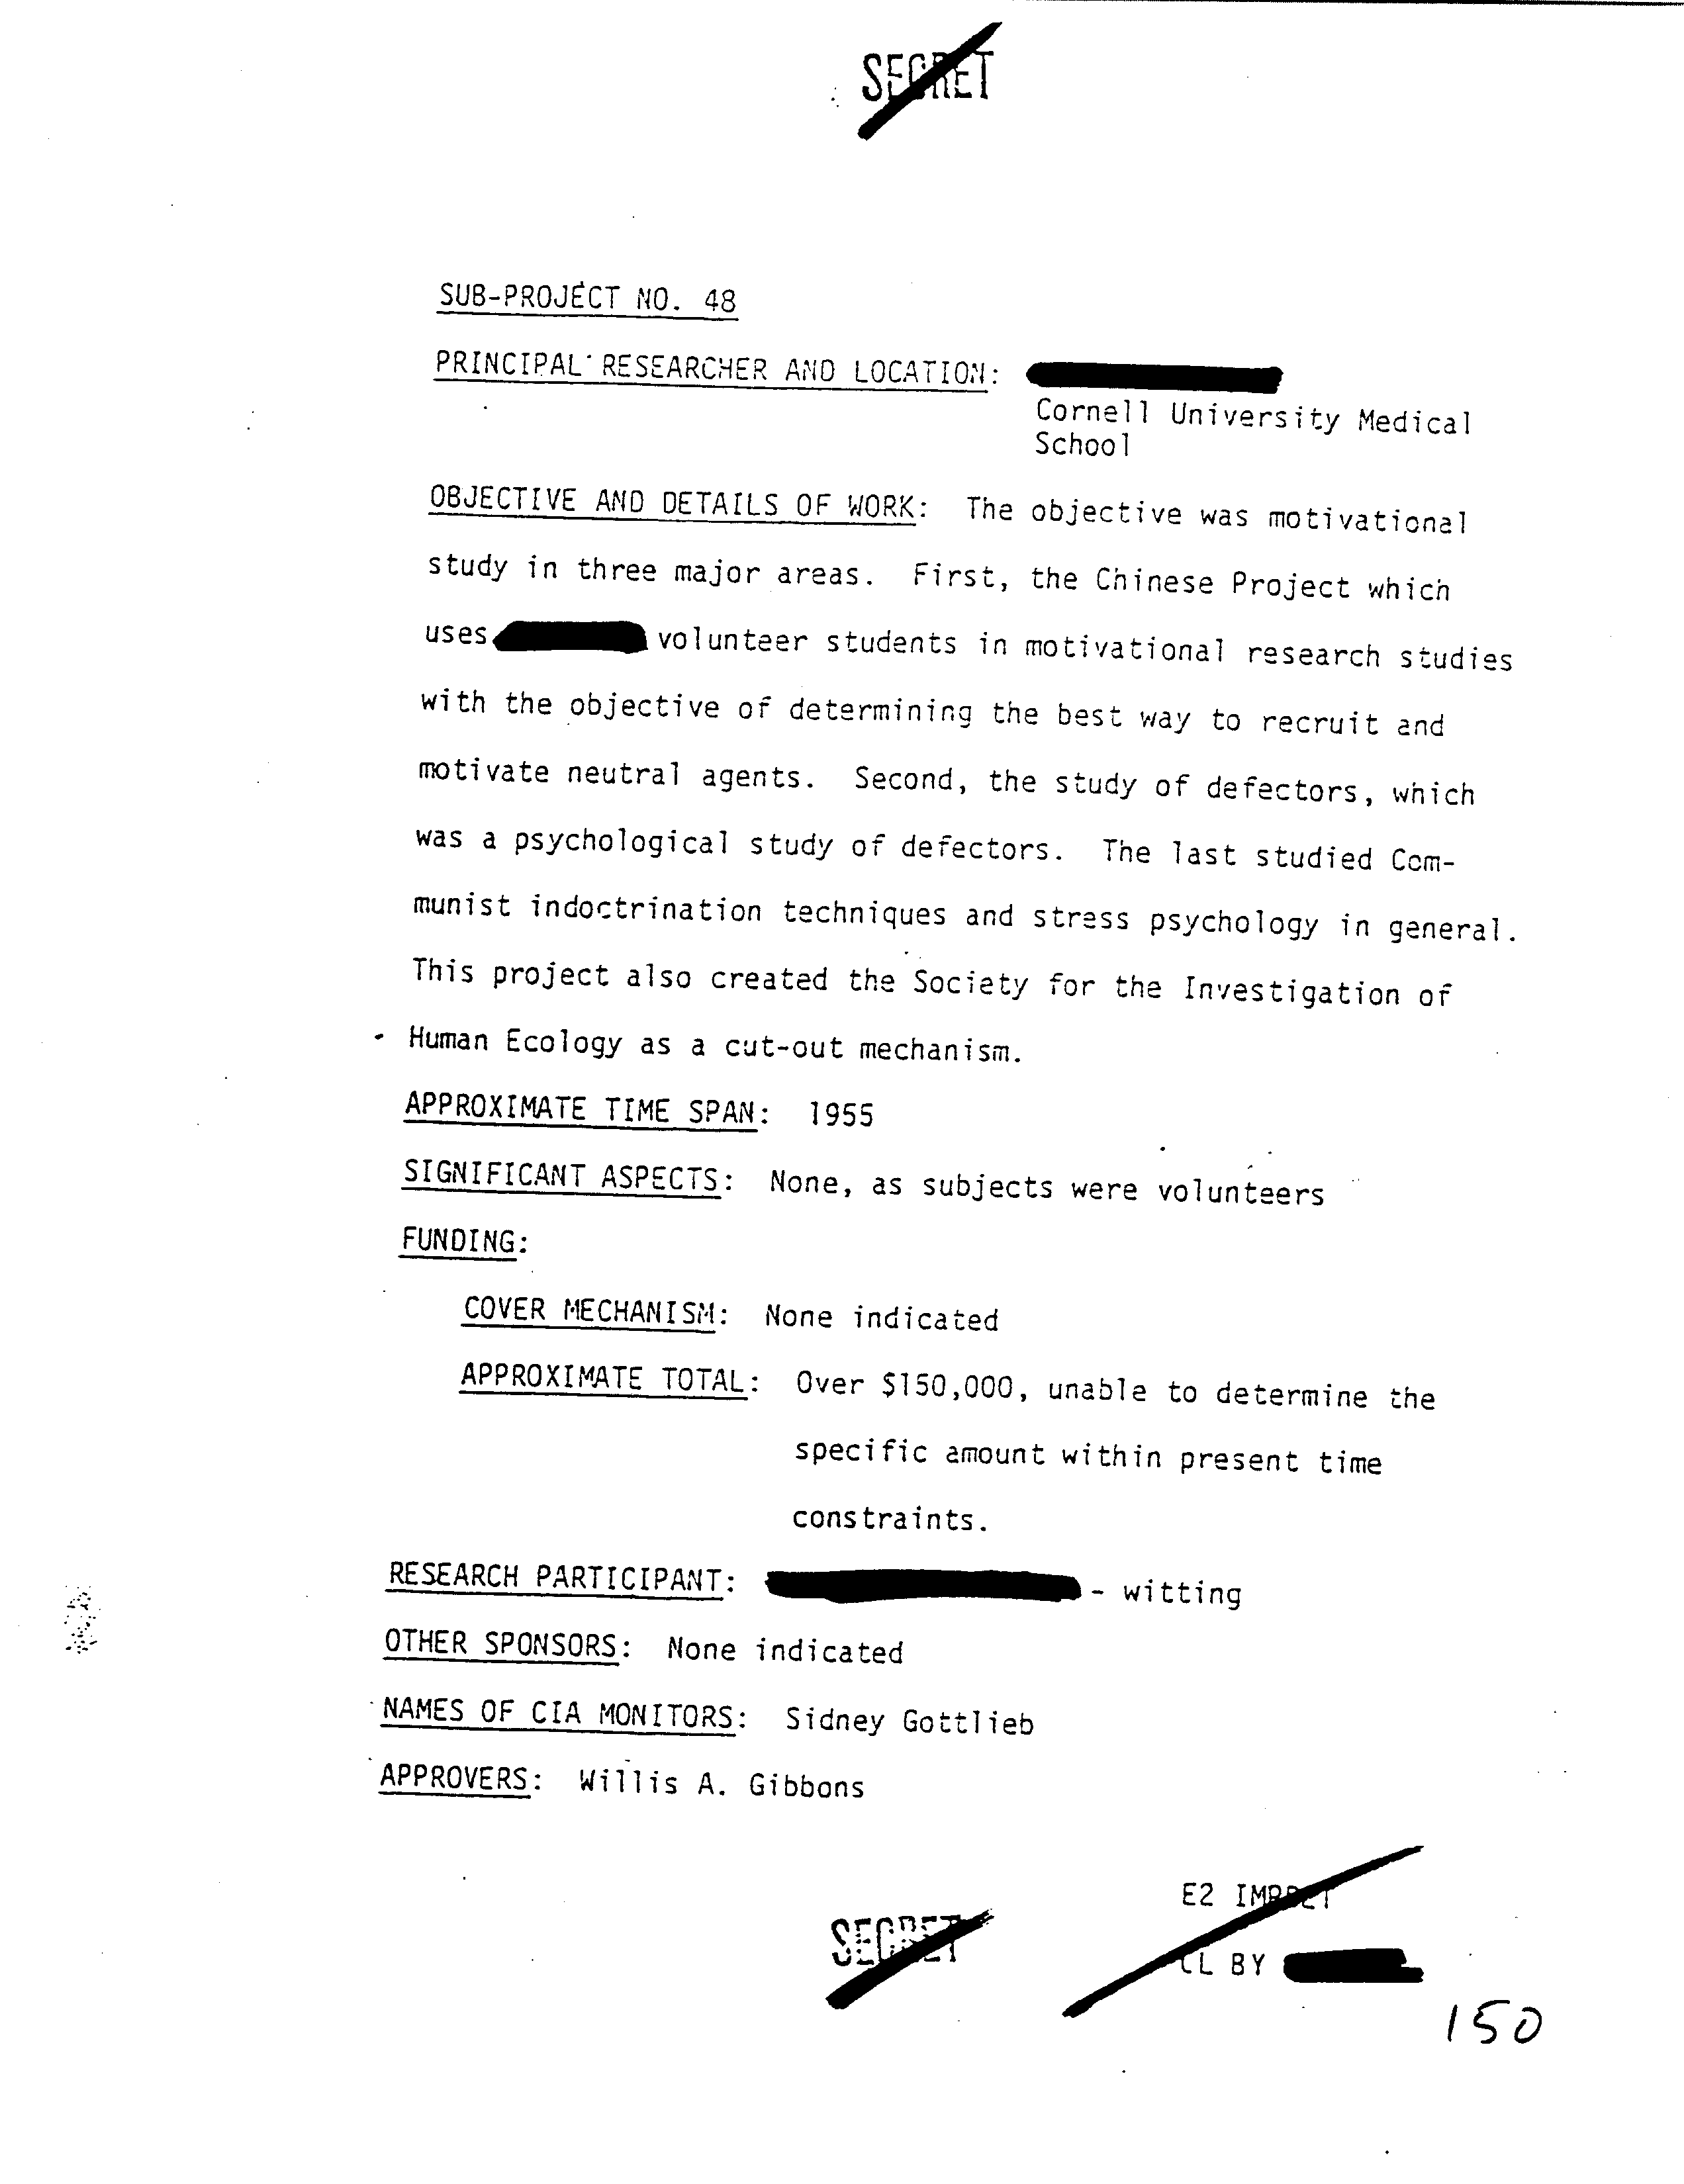 SECRET
SUB-PROJECT NO. 48
PRINCIPAL RESEARCHER AND LOCATION:
Cornell University Medical
School
OBJECTIVE AND DETAILS OF WORK: The objective was motivational
study in three major areas. First, the Chinese Project which
uses volunteer students in motivational research studies
with the objective of determining the best way to recruit and
motivate neutral agents. Second, the study of defectors, which
was a psychological study of defectors. The last studied Com-
munist indoctrination techniques and stress psychology in general.
This project also created the Society for the Investigation of
Human Ecology as a cut-out mechanism.
APPROXIMATE TIME SPAN: 1955
SIGNIFICANT ASPECTS: None, as subjects were volunteers
FUNDING:
COVER MECHANISM: None indicated
APPROXIMATE TOTAL: Over $150,000, unable to determine the
specific amount within present time
constraints.
RESEARCH PARTICIPANT: - witting
OTHER SPONSORS: None indicated
NAMES OF CIA MONITORS: Sidney Gottlieb
APPROVERS: Willis A. Gibbons
E2 IMPDET
SECRET
CL BY
150